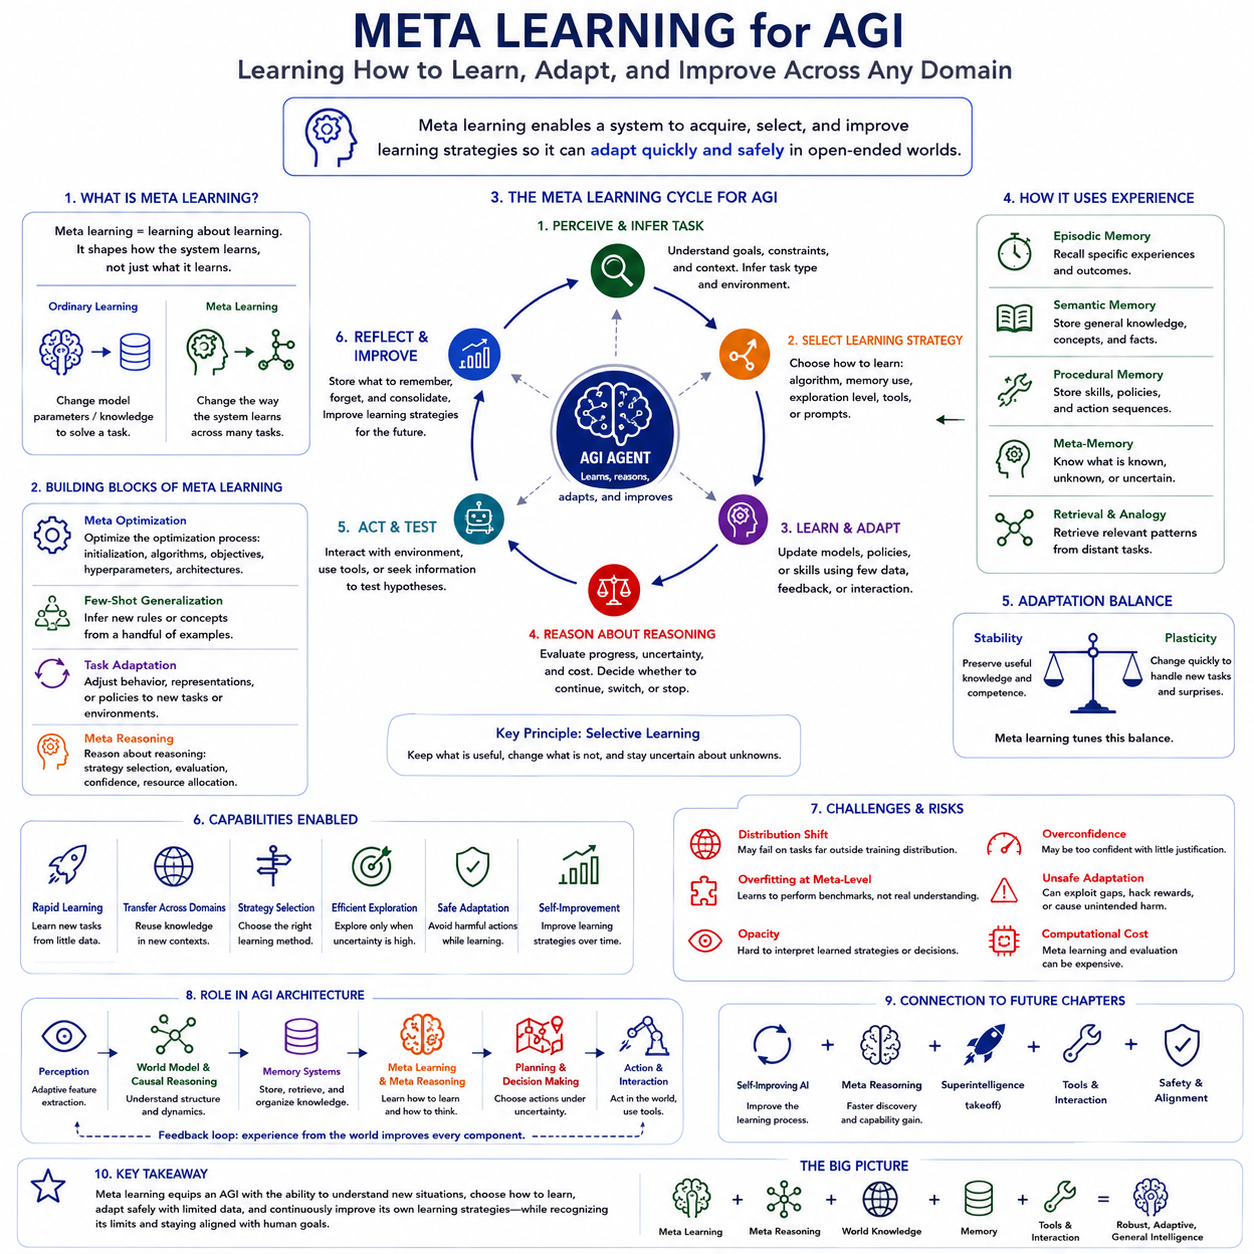 META LEARNING for AGI
Learning How to Learn, Adapt, and Improve Across Any Domain
Meta learning enables a system to acquire, select, and improve
learning strategies so it can adapt quickly and safely in open-ended worlds.
1. WHAT IS META LEARNING?
Meta learning = learning about learning.
It shapes how the system learns,
not just what it learns.
Ordinary Learning
Change model
parameters / knowledge
to solve a task.
Meta Learning
Change the way
the system learns
across many tasks.
2. BUILDING BLOCKS OF META LEARNING
Meta Optimization
Optimize the optimization process:
initialization, algorithms, objectives,
hyperparameters, architectures.
Few-Shot Generalization
Infer new rules or concepts
from a handful of examples.
Task Adaptation
Adjust behavior, representations,
or policies to new tasks or
environments.
Meta Reasoning
Reason about reasoning:
strategy selection, evaluation,
confidence, resource allocation.
3. THE META LEARNING CYCLE FOR AGI
1. PERCEIVE & INFER TASK
Understand goals, constraints,
and context. Infer task type
and environment.
2. SELECT LEARNING STRATEGY
Choose how to learn:
algorithm, memory use,
exploration level, tools,
or prompts.
3. LEARN & ADAPT
Update models, policies,
or skills using few data,
feedback, or interaction.
4. REASON ABOUT REASONING
Evaluate progress, uncertainty,
and cost. Decide whether to
continue, switch, or stop.
5. ACT & TEST
Interact with environment,
use tools, or seek information
to test hypotheses.
6. REFLECT &
IMPROVE
Store what to remember,
forget, and consolidate.
Improve learning strategies
for the future.
AGI AGENT
Learns, reasons,
adapts, and improves
Key Principle: Selective Learning
Keep what is useful, change what is not, and stay uncertain about unknowns.
4. HOW IT USES EXPERIENCE
Episodic Memory
Recall specific experiences
and outcomes.
Semantic Memory
Store general knowledge,
concepts, and facts.
Procedural Memory
Store skills, policies,
and action sequences.
Meta-Memory
Know what is known,
unknown, or uncertain.
Retrieval & Analogy
Retrieve relevant patterns
from distant tasks.
5. ADAPTATION BALANCE
Stability
Preserve useful
knowledge and
competence.
Plasticity
Change quickly to
handle new tasks
and surprises.
Meta learning tunes this balance.
6. CAPABILITIES ENABLED
Rapid Learning
Learn new tasks
from little data.
Transfer Across Domains
Reuse knowledge
in new contexts.
Strategy Selection
Choose the right
learning method.
Efficient Exploration
Explore only when
uncertainty is high.
Safe Adaptation
Avoid harmful actions
while learning.
Self-Improvement
Improve learning
strategies over time.
7. CHALLENGES & RISKS
Distribution Shift
May fail on tasks far outside training distribution.
Overfitting at Meta-Level
Learns to perform benchmarks, not real understanding.
Opacity
Hard to interpret learned strategies or decisions.
Overconfidence
May be too confident with little justification.
Unsafe Adaptation
Can exploit gaps, hack rewards,
or cause unintended harm.
Computational Cost
Meta learning and evaluation
can be expensive.
8. ROLE IN AGI ARCHITECTURE
Perception
Adaptive feature
extraction.
World Model &
Causal Reasoning
Understand structure
and dynamics.
Memory Systems
Store, retrieve, and
organize knowledge.
Meta Learning
& Meta Reasoning
Learn how to learn
and how to think.
Planning &
Decision Making
Choose actions under
uncertainty.
Action &
Interaction
Act in the world,
use tools.
Feedback loop: experience from the world improves every component.
9. CONNECTION TO FUTURE CHAPTERS
Self-Improving AI
Improve the
learning process.
+
Meta Reasoning
Faster discovery
and capability gain.
+
Superintelligence
takeoff)
+
Tools &
Interaction
+
Safety &
Alignment
10. KEY TAKEAWAY
Meta learning equips an AGI with the ability to understand new situations, choose how to learn,
adapt safely with limited data, and continuously improve its own learning strategies—while recognizing
its limits and staying aligned with human goals.
THE BIG PICTURE
Meta Learning
+
Meta Reasoning
+
World Knowledge
+
Memory
+
Tools &
Interaction
=
Robust, Adaptive,
General Intelligence